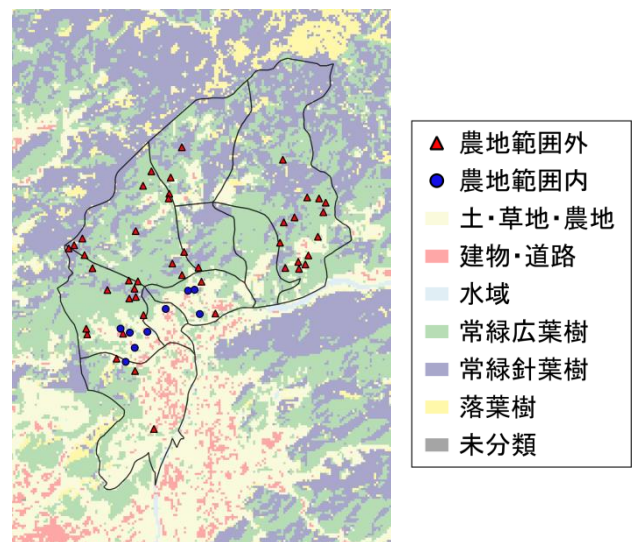 農地範囲外
農地範囲内
土・草地・農地
建物・道路
水域
常緑広葉樹
常緑針葉樹
落葉樹
未分類